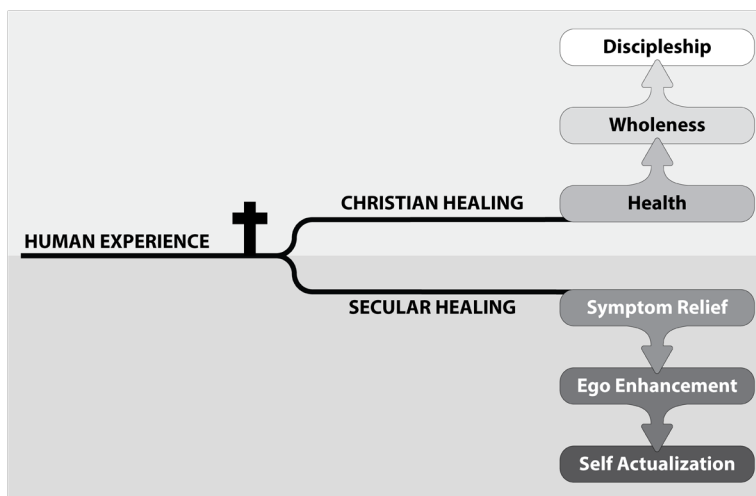 Discipleship
Wholeness
CHRISTIAN HEALING
Health
HUMAN EXPERIENCE
SECULAR HEALING
Symptom Relief
Ego Enhancement
Self Actualization